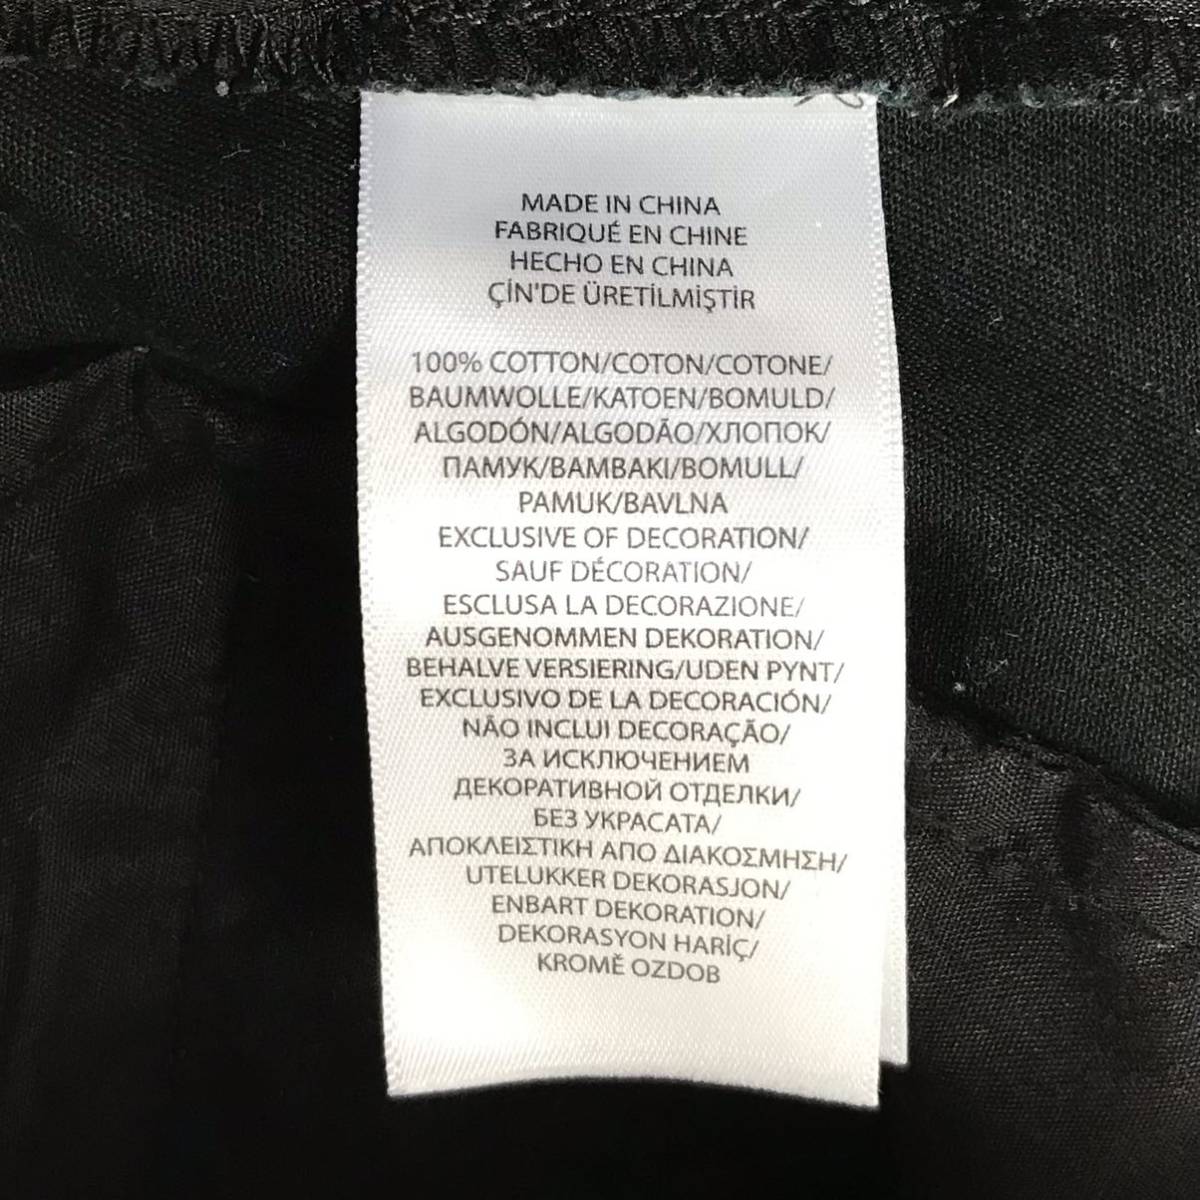 MADE IN CHINA
FABRIQUÉ EN CHINE
HECHO EN CHINA
ÇİN'DE ÜRETİLMİŞTİR
100% COTTON/COTON/COTONE/
BAUMWOLLE/KATOEN/BOMULD/
ALGODÓN/ALGODÃO/ХЛОПОК/
ПАМУК/ΒΑΜΒΑΚΙ/BOMULL/
PAMUK/BAVLNA
EXCLUSIVE OF DECORATION/
SAUF DÉCORATION/
ESCLUSA LA DECORAZIONE/
AUSGENOMMEN DEKORATION/
BEHALVE VERSIERING/UDEN PYNT/
EXCLUSIVO DE LA DECORACIÓN/
NÃO INCLUI DECORAÇÃO/
ЗА ИСКЛЮЧЕНИЕМ
ДЕКОРАТИВНОЙ ОТДЕЛКИ/
БЕЗ УКРАСАТА/
ΑΠΟΚΛΕΙΣΤΙΚΗ ΑΠΟ ΔΙΑΚΟΣΜΗΣΗ/
UTELUKKER DEKORASJON/
ENBART DEKORATION/
DEKORASYON HARİÇ/
KROMĚ OZDOB